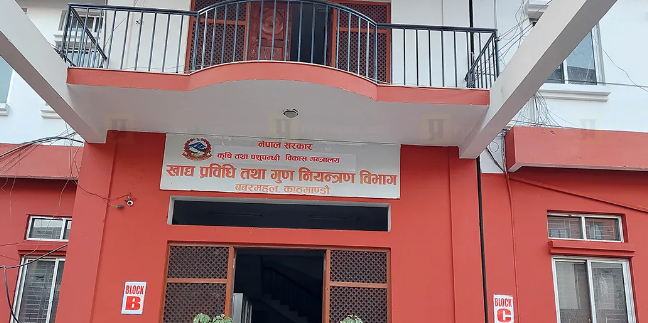 नेपाल सरकार
कृषि तथा पशुपन्छी विकास मन्त्रालय
खाद्य प्रविधि तथा गुण नियन्त्रण विभाग
बबरमहल, काठमाण्डौ
BLOCK
B
BLOCK
C